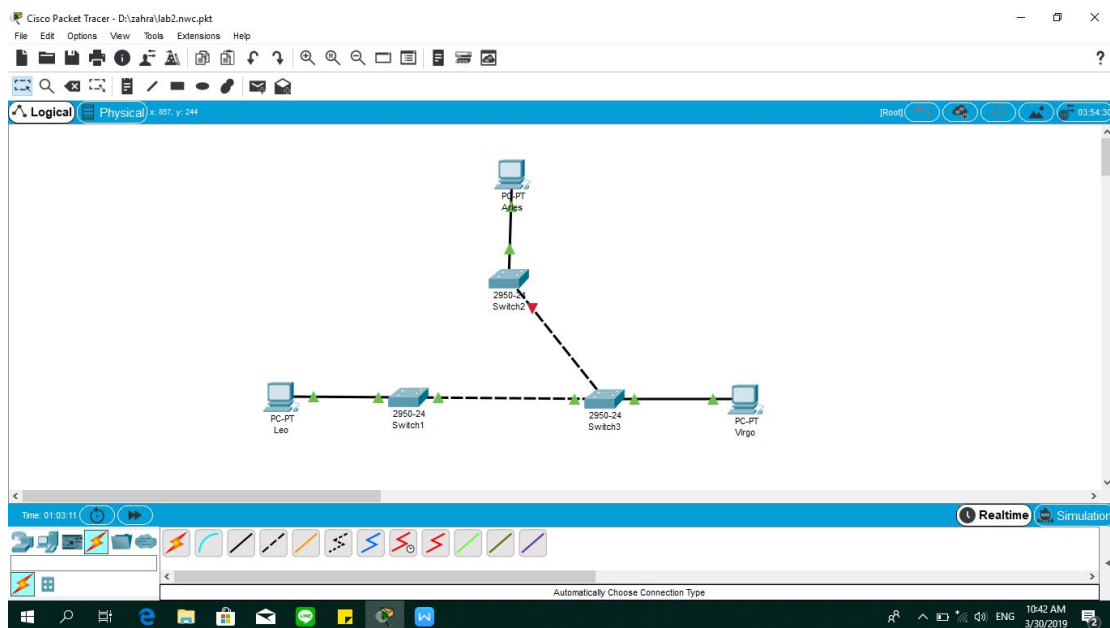 Cisco Packet Tracer - D:\zahra\lab2.nwc.pkt
File Edit Options View Tools Extensions Help
Logical Physical x: 857, y: 244 [Root] 03:54:30
PC-PT
Aries
2950-24
Switch2
PC-PT
Leo
2950-24
Switch1
2950-24
Switch3
PC-PT
Virgo
Time: 01:03:11 Realtime Simulation
Automatically Choose Connection Type
ENG 10:42 AM
3/30/2019